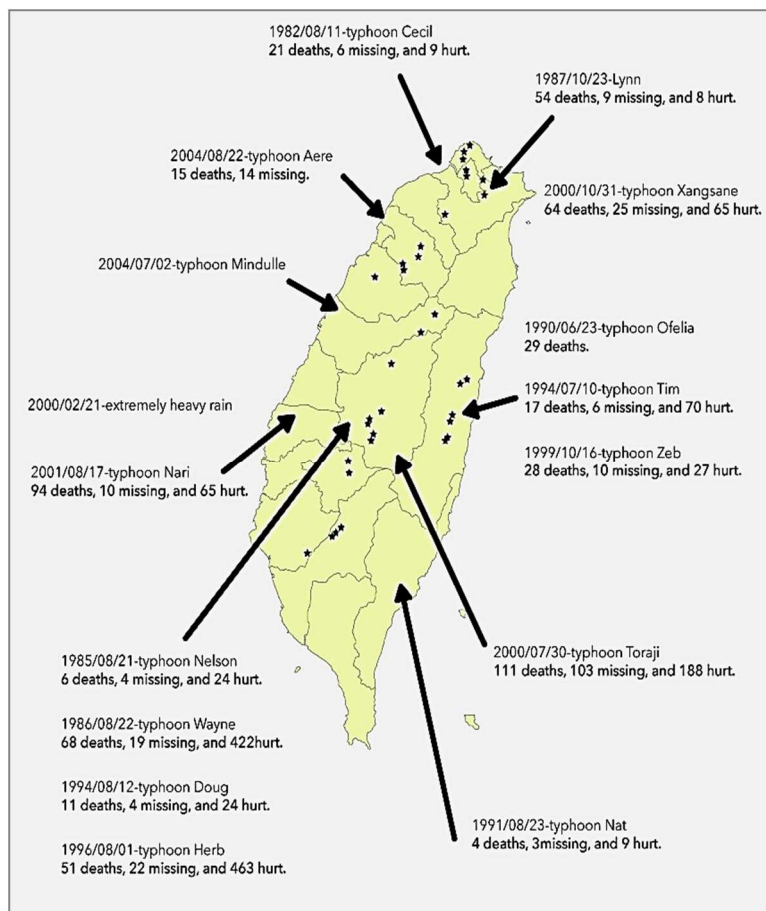 1982/08/11-typhoon Cecil
21 deaths, 6 missing, and 9 hurt.
1987/10/23-Lynn
54 deaths, 9 missing, and 8 hurt.
2004/08/22-typhoon Aere
15 deaths, 14 missing.
2000/10/31-typhoon Xangsane
64 deaths, 25 missing, and 65 hurt.
2004/07/02-typhoon Mindulle
1990/06/23-typhoon Ofelia
29 deaths.
1994/07/10-typhoon Tim
17 deaths, 6 missing, and 70 hurt.
2000/02/21-extremely heavy rain
1999/10/16-typhoon Zeb
28 deaths, 10 missing, and 27 hurt.
2001/08/17-typhoon Nari
94 deaths, 10 missing, and 65 hurt.
2000/07/30-typhoon Toraji
111 deaths, 103 missing, and 188 hurt.
1985/08/21-typhoon Nelson
6 deaths, 4 missing, and 24 hurt.
1986/08/22-typhoon Wayne
68 deaths, 19 missing, and 422hurt.
1994/08/12-typhoon Doug
11 deaths, 4 missing, and 24 hurt.
1996/08/01-typhoon Herb
51 deaths, 22 missing, and 463 hurt.
1991/08/23-typhoon Nat
4 deaths, 3missing, and 9 hurt.